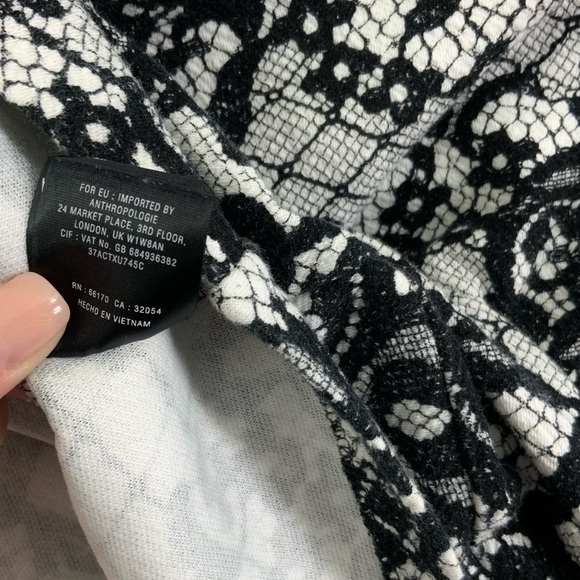 FOR EU : IMPORTED BY
ANTHROPOLOGIE
24 MARKET PLACE, 3RD FLOOR,
LONDON, UK W1W8AN
CIF : VAT No. GB 684936382
37ACTXU745C
RN : 66170 CA : 32054
HECHO EN VIETNAM